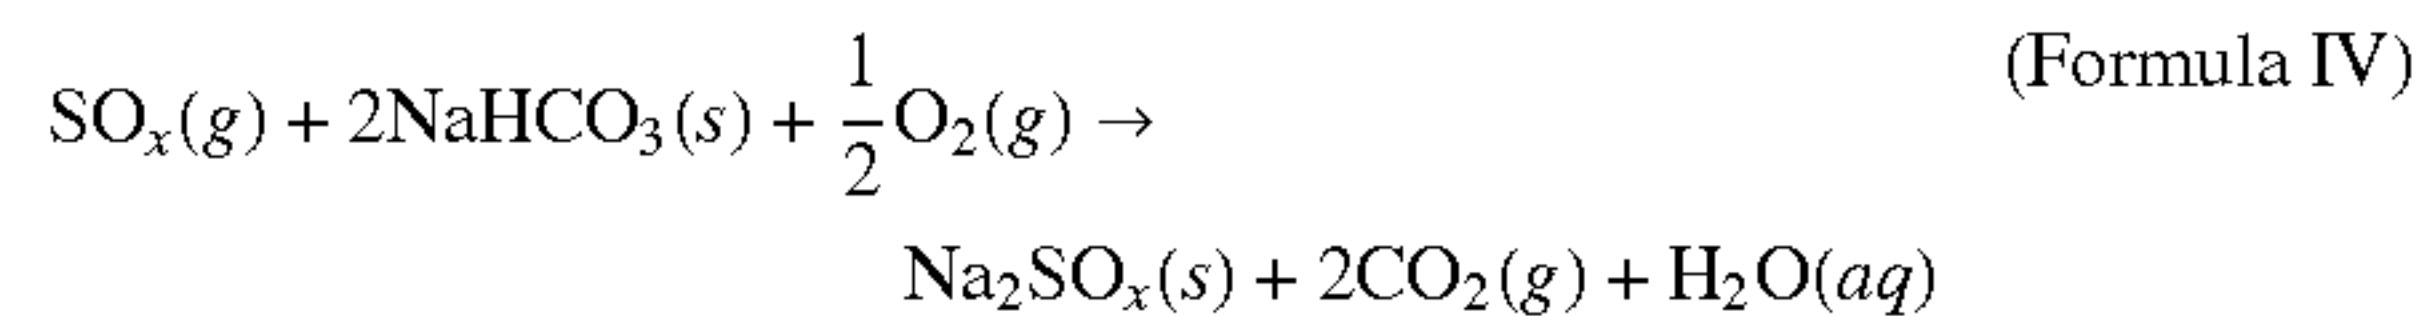 (Formula IV)
SOₓ(g) + 2NaHCO₃(s) + 1/2 O₂(g) →
Na₂SOₓ(s) + 2CO₂(g) + H₂O(aq)